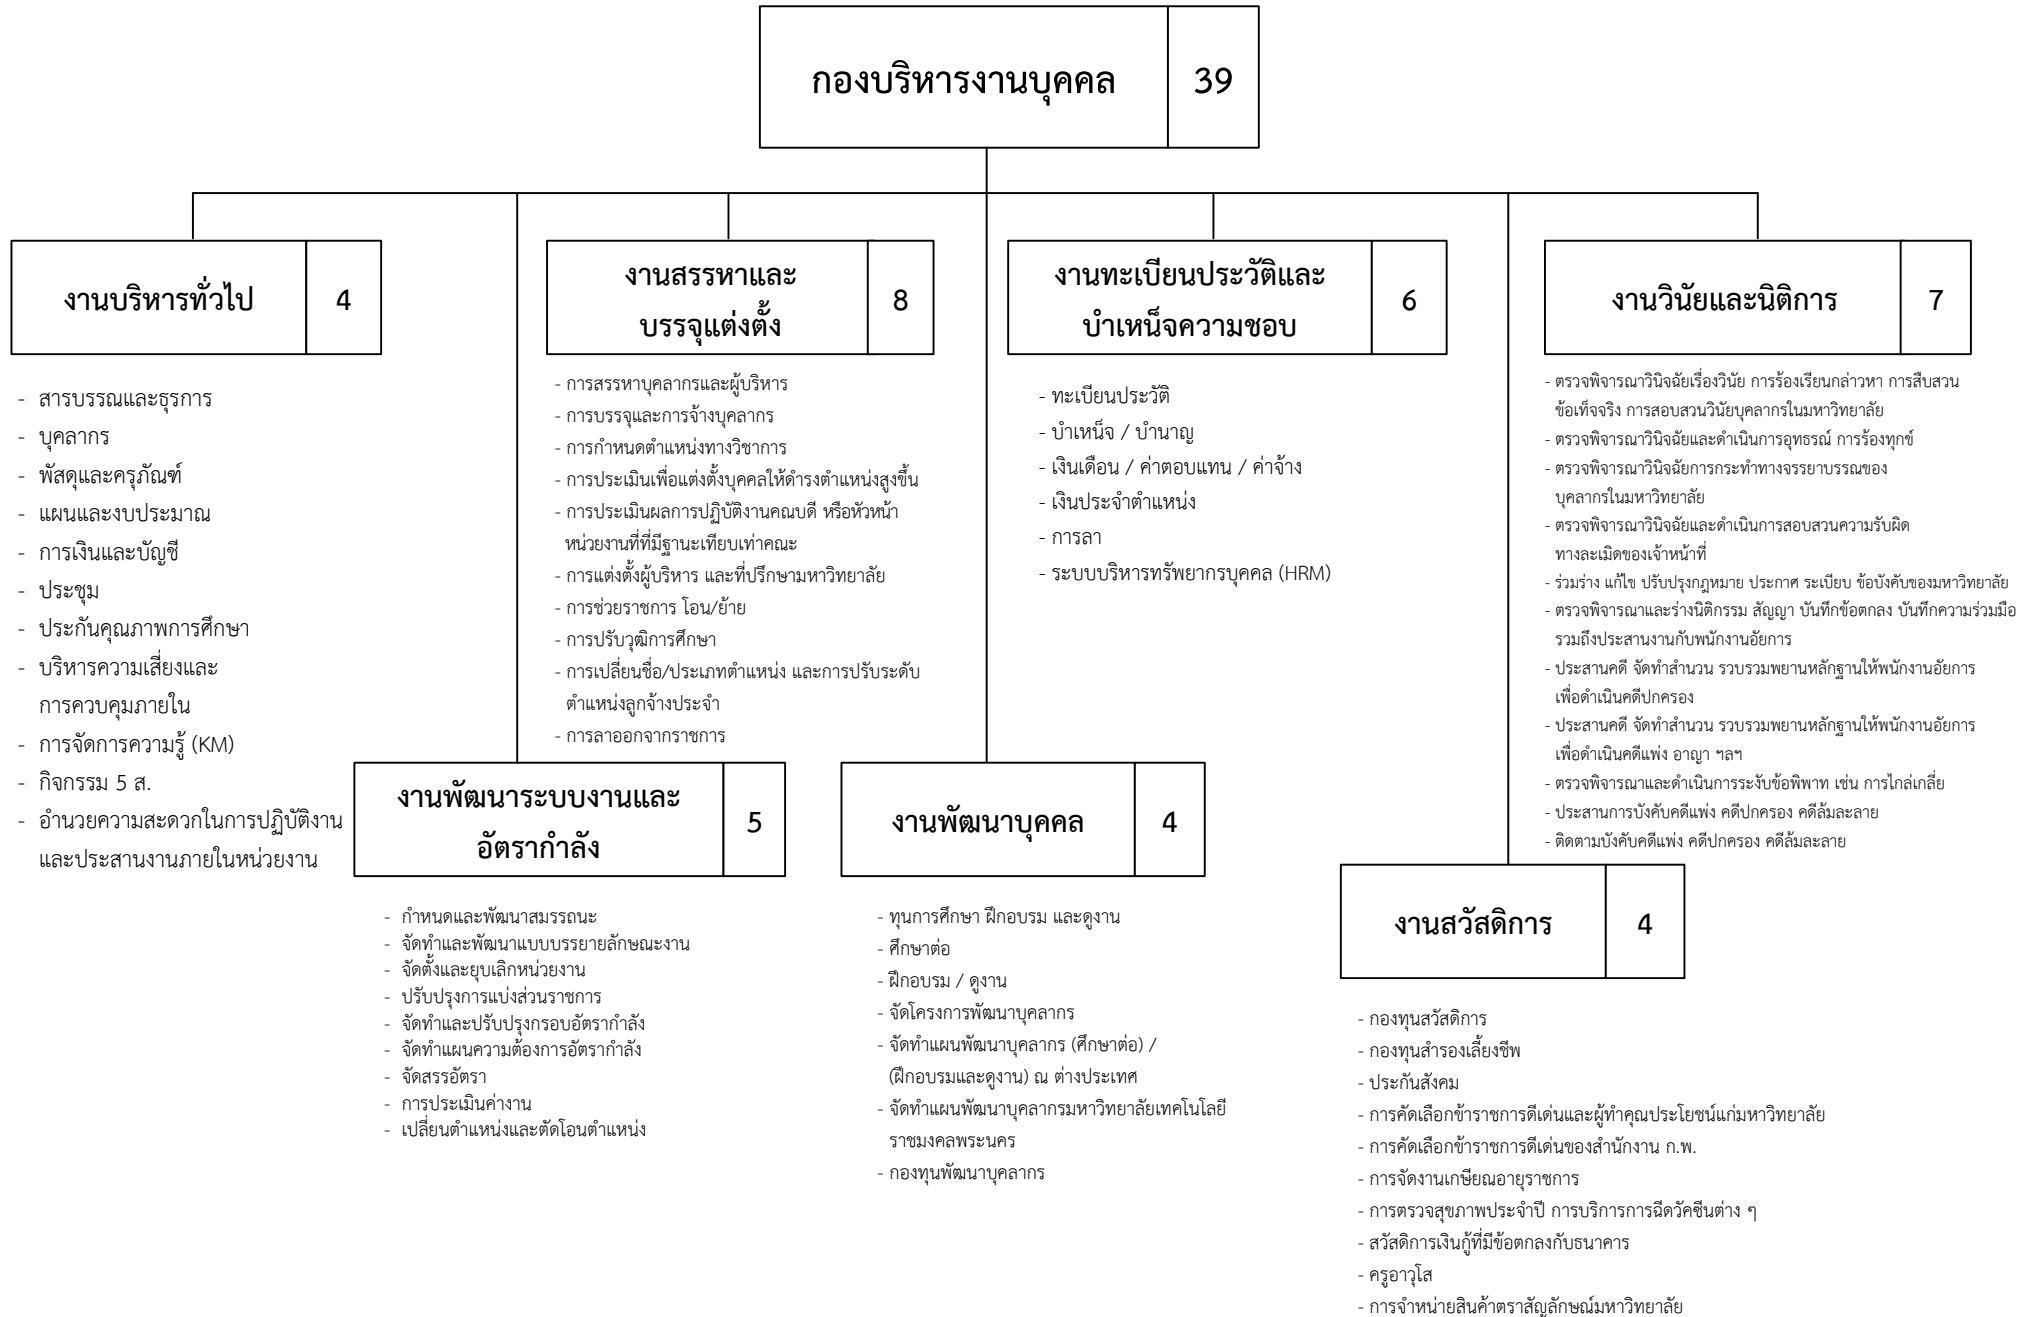 กองบริหารงานบุคคล 39
งานบริหารทั่วไป 4
- สารบรรณและธุรการ
- บุคลากร
- พัสดุและครุภัณฑ์
- แผนและงบประมาณ
- การเงินและบัญชี
- ประชุม
- ประกันคุณภาพการศึกษา
- บริหารความเสี่ยงและ
การควบคุมภายใน
- การจัดการความรู้ (KM)
- กิจกรรม 5 ส.
- อำนวยความสะดวกในการปฏิบัติงาน
และประสานงานภายในหน่วยงาน
งานพัฒนาระบบงานและ
อัตรากำลัง 5
- กำหนดและพัฒนาสมรรถนะ
- จัดทำและพัฒนาแบบบรรยายลักษณะงาน
- จัดตั้งและยุบเลิกหน่วยงาน
- ปรับปรุงการแบ่งส่วนราชการ
- จัดทำและปรับปรุงกรอบอัตรากำลัง
- จัดทำแผนความต้องการอัตรากำลัง
- จัดสรรอัตรา
- การประเมินค่างาน
- เปลี่ยนตำแหน่งและตัดโอนตำแหน่ง
งานสรรหาและ
บรรจุแต่งตั้ง 8
- การสรรหาบุคลากรและผู้บริหาร
- การบรรจุและการจ้างบุคลากร
- การกำหนดตำแหน่งทางวิชาการ
- การประเมินเพื่อแต่งตั้งบุคคลให้ดำรงตำแหน่งสูงขึ้น
- การประเมินผลการปฏิบัติงานคณบดี หรือหัวหน้า
หน่วยงานที่ที่มีฐานะเทียบเท่าคณะ
- การแต่งตั้งผู้บริหาร และที่ปรึกษามหาวิทยาลัย
- การช่วยราชการ โอน/ย้าย
- การปรับวุฒิการศึกษา
- การเปลี่ยนชื่อ/ประเภทตำแหน่ง และการปรับระดับ
ตำแหน่งลูกจ้างประจำ
- การลาออกจากราชการ
งานพัฒนาบุคคล 4
- ทุนการศึกษา ฝึกอบรม และดูงาน
- ศึกษาต่อ
- ฝึกอบรม / ดูงาน
- จัดโครงการพัฒนาบุคลากร
- จัดทำแผนพัฒนาบุคลากร (ศึกษาต่อ) /
(ฝึกอบรมและดูงาน) ณ ต่างประเทศ
- จัดทำแผนพัฒนาบุคลากรมหาวิทยาลัยเทคโนโลยี
ราชมงคลพระนคร
- กองทุนพัฒนาบุคลากร
งานทะเบียนประวัติและ
บำเหน็จความชอบ 6
- ทะเบียนประวัติ
- บำเหน็จ / บำนาญ
- เงินเดือน / ค่าตอบแทน / ค่าจ้าง
- เงินประจำตำแหน่ง
- การลา
- ระบบบริหารทรัพยากรบุคคล (HRM)
งานวินัยและนิติการ 7
- ตรวจพิจารณาวินิจฉัยเรื่องวินัย การร้องเรียนกล่าวหา การสืบสวน
ข้อเท็จจริง การสอบสวนวินัยบุคลากรในมหาวิทยาลัย
- ตรวจพิจารณาวินิจฉัยและดำเนินการอุทธรณ์ การร้องทุกข์
- ตรวจพิจารณาวินิจฉัยการกระทำทางจรรยาบรรณของ
บุคลากรในมหาวิทยาลัย
- ตรวจพิจารณาวินิจฉัยและดำเนินการสอบสวนความรับผิด
ทางละเมิดของเจ้าหน้าที่
- ร่วมร่าง แก้ไข ปรับปรุงกฎหมาย ประกาศ ระเบียบ ข้อบังคับของมหาวิทยาลัย
- ตรวจพิจารณาและร่างนิติกรรม สัญญา บันทึกข้อตกลง บันทึกความร่วมมือ
รวมถึงประสานงานกับพนักงานอัยการ
- ประสานคดี จัดทำสำนวน รวบรวมพยานหลักฐานให้พนักงานอัยการ
เพื่อดำเนินคดีปกครอง
- ประสานคดี จัดทำสำนวน รวบรวมพยานหลักฐานให้พนักงานอัยการ
เพื่อดำเนินคดีแพ่ง อาญา ฯลฯ
- ตรวจพิจารณาและดำเนินการระงับข้อพิพาท เช่น การไกล่เกลี่ย
- ประสานการบังคับคดีแพ่ง คดีปกครอง คดีล้มละลาย
- ติดตามบังคับคดีแพ่ง คดีปกครอง คดีล้มละลาย
งานสวัสดิการ 4
- กองทุนสวัสดิการ
- กองทุนสำรองเลี้ยงชีพ
- ประกันสังคม
- การคัดเลือกข้าราชการดีเด่นและผู้ทำคุณประโยชน์แก่มหาวิทยาลัย
- การคัดเลือกข้าราชการดีเด่นของสำนักงาน ก.พ.
- การจัดงานเกษียณอายุราชการ
- การตรวจสุขภาพประจำปี การบริการการฉีดวัคซีนต่าง ๆ
- สวัสดิการเงินกู้ที่มีข้อตกลงกับธนาคาร
- ครูอาวุโส
- การจำหน่ายสินค้าตราสัญลักษณ์มหาวิทยาลัย